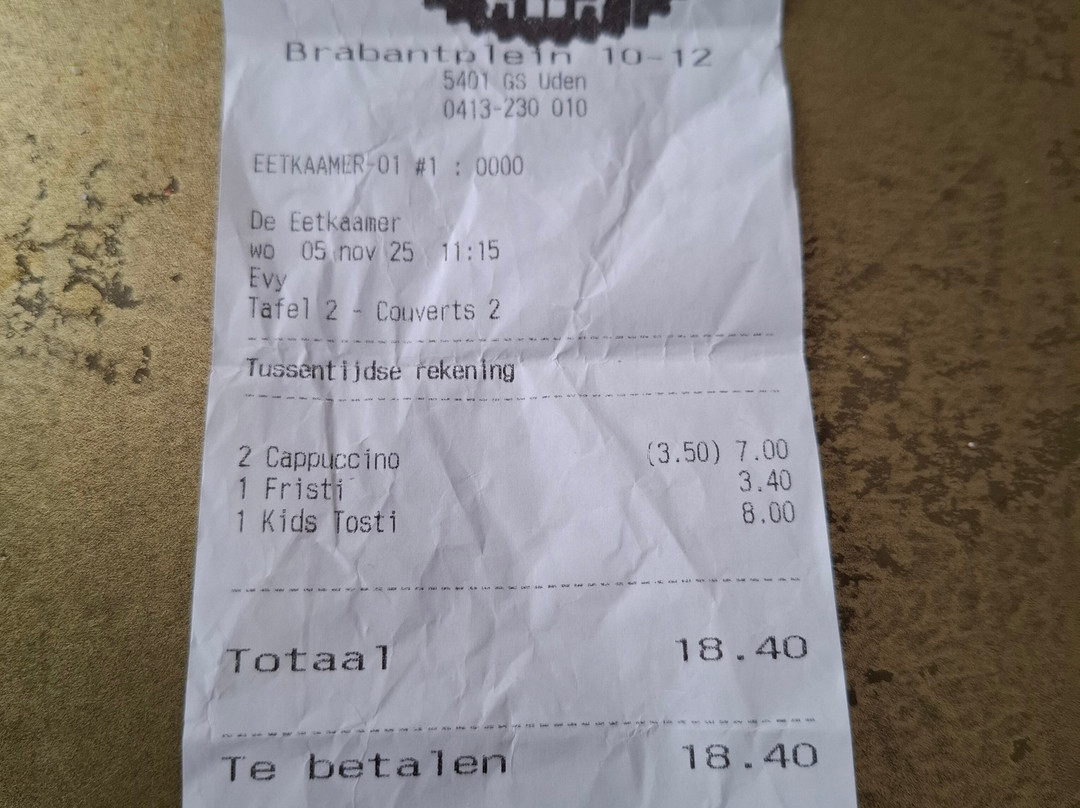 Brabantplein 10-12
5401 GS Uden
0413-230 010
EETKAAMER-01 #1 : 0000
De Eetkaamer
wo 05 nov 25 11:15
Evy
Tafel 2 - Couverts 2
Tussentijdse rekening
2 Cappuccino (3.50) 7.00
1 Fristi 3.40
1 Kids Tosti 8.00
Totaal 18.40
Te betalen 18.40